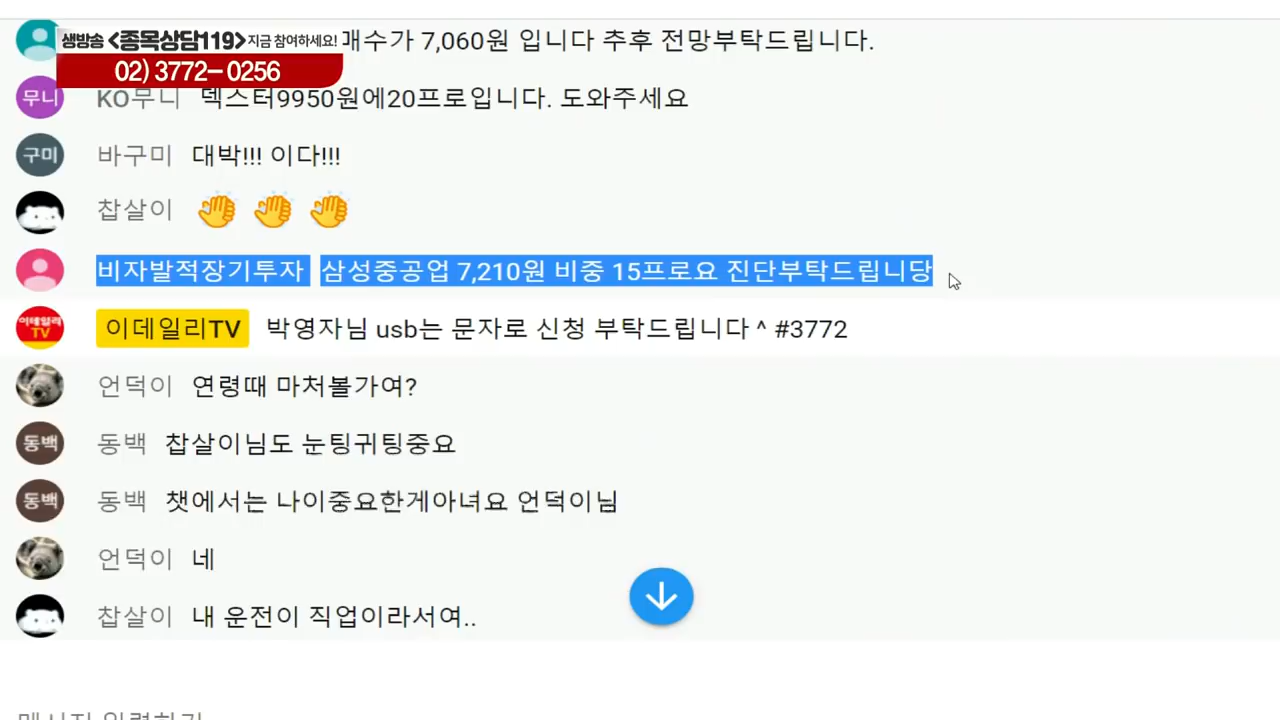 생방송 <종목상담119> 지금 참여하세요! 매수가 7,060원 입니다 추후 전망부탁드립니다.
02) 3772-0256
무니 KO무니 덱스터9950원에20프로입니다. 도와주세요
구미 바구미 대박!!! 이다!!!
찹살이 👏 👏 👏
비자발적장기투자 삼성중공업 7,210원 비중 15프로요 진단부탁드립니당
이데일리 TV 이데일리TV 박영자님 usb는 문자로 신청 부탁드립니다 ^ #3772
언덕이 연령때 마처볼가여?
동백 동백 찹살이님도 눈팅귀팅중요
동백 동백 챗에서는 나이중요한게아녀요 언덕이님
언덕이 네
찹살이 내 운전이 직업이라서여..